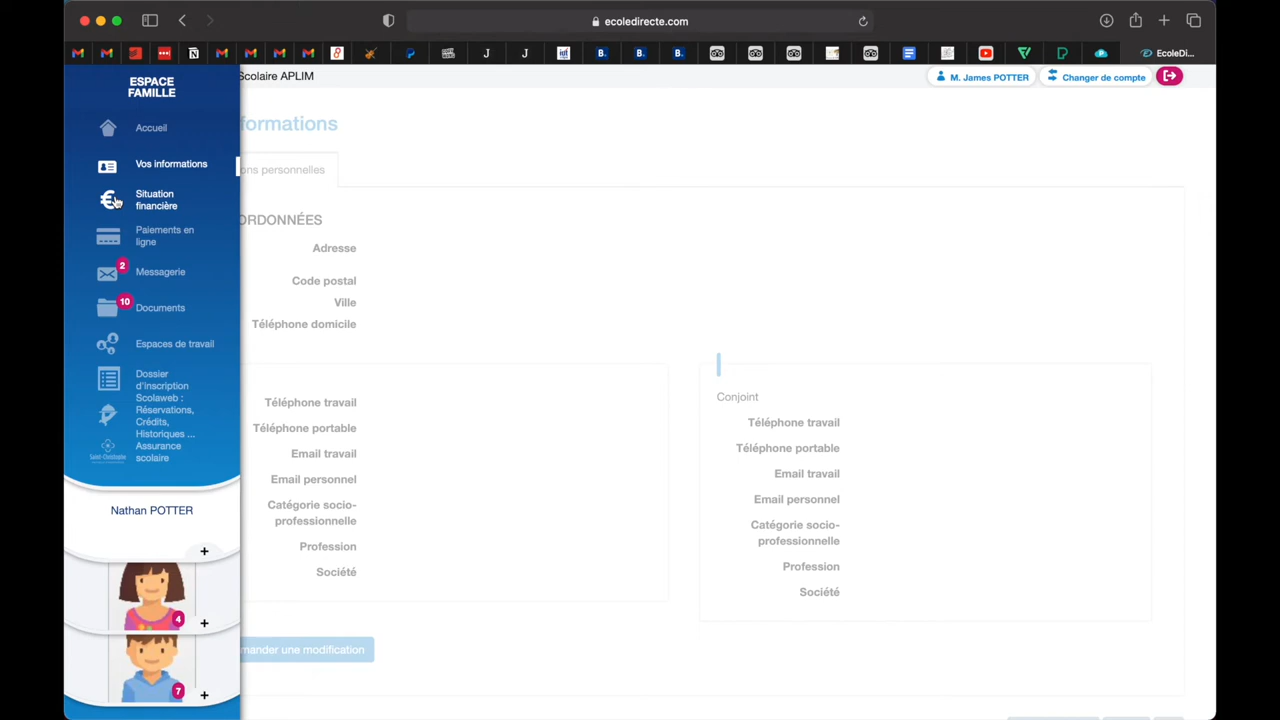 ecoledirecte.com
EcoleDi...
ESPACE
FAMILLE
Accueil
Vos informations
Situation
financière
Paiements en
ligne
2
Messagerie
10
Documents
Espaces de travail
Dossier
d'inscription
Scolaweb :
Réservations,
Crédits,
Historiques ...
Assurance
scolaire
Saint-Christophe
Nathan POTTER
+
4
+
7
+
Scolaire APLIM
M. James POTTER
Changer de compte
formations
ons personnelles
ORDONNÉES
Adresse
Code postal
Ville
Téléphone domicile
Téléphone travail
Téléphone portable
Email travail
Email personnel
Catégorie socio-
professionnelle
Profession
Société
Conjoint
Téléphone travail
Téléphone portable
Email travail
Email personnel
Catégorie socio-
professionnelle
Profession
Société
mander une modification